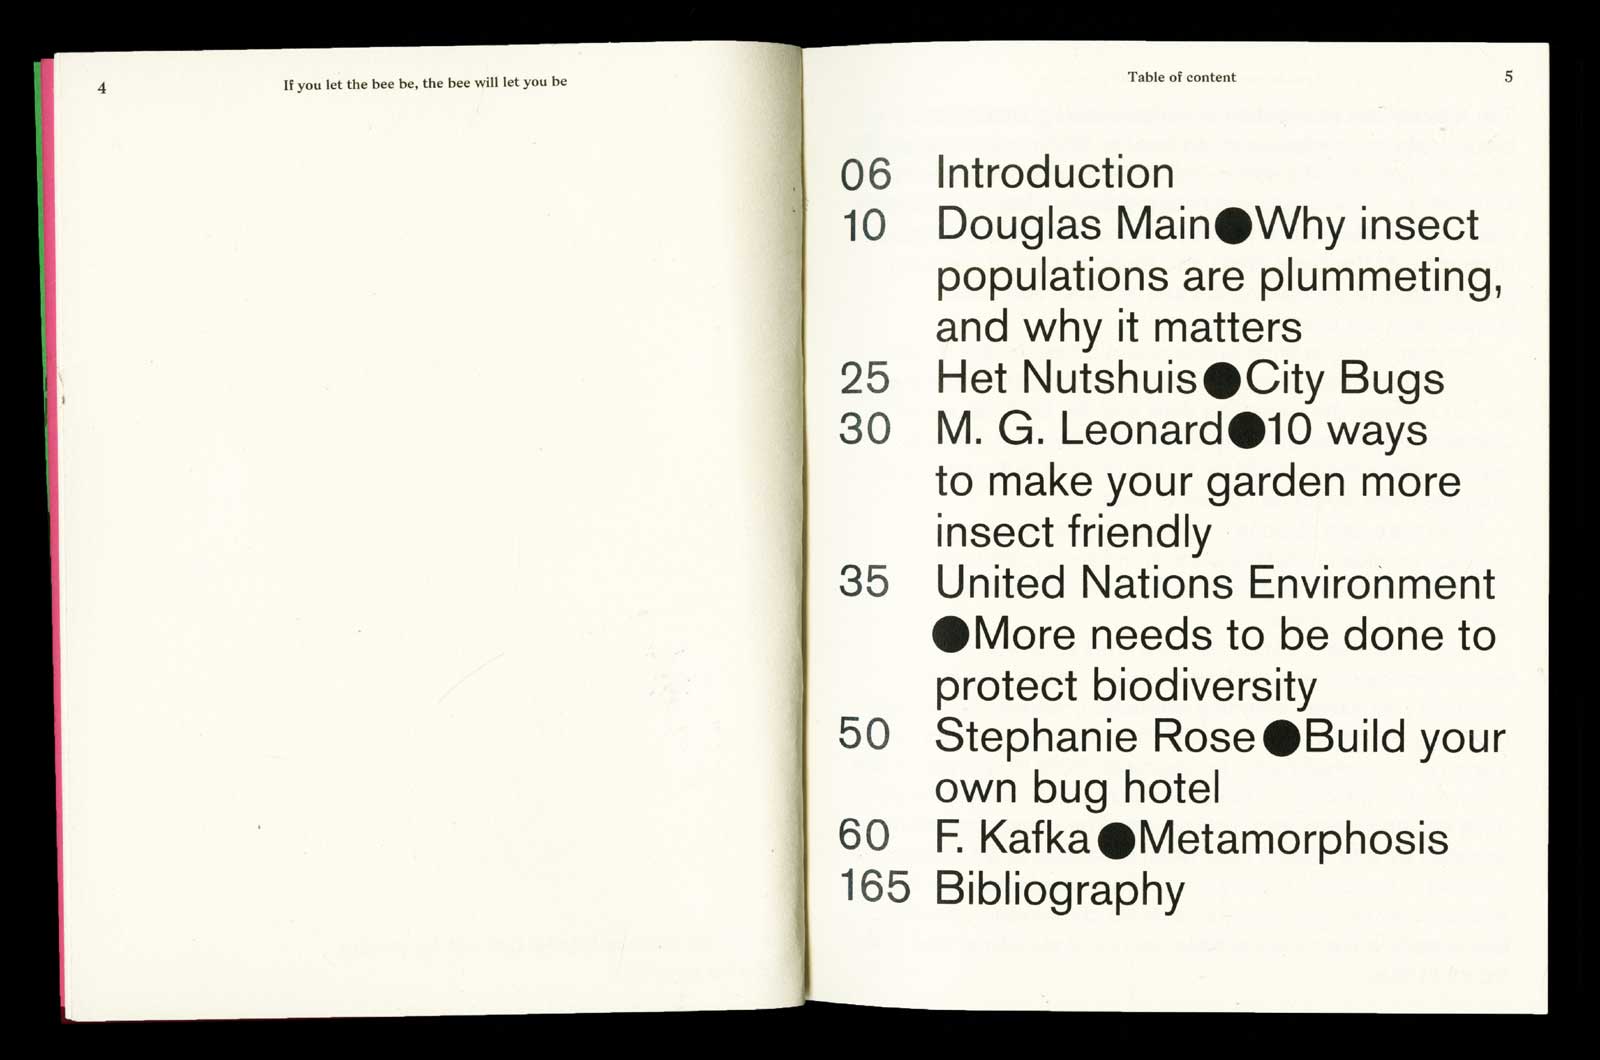 4
If you let the bee be, the bee will let you be
Table of content
5
06 Introduction
10 Douglas Main●Why insect
populations are plummeting,
and why it matters
25 Het Nutshuis●City Bugs
30 M. G. Leonard●10 ways
to make your garden more
insect friendly
35 United Nations Environment
●More needs to be done to
protect biodiversity
50 Stephanie Rose●Build your
own bug hotel
60 F. Kafka●Metamorphosis
165 Bibliography